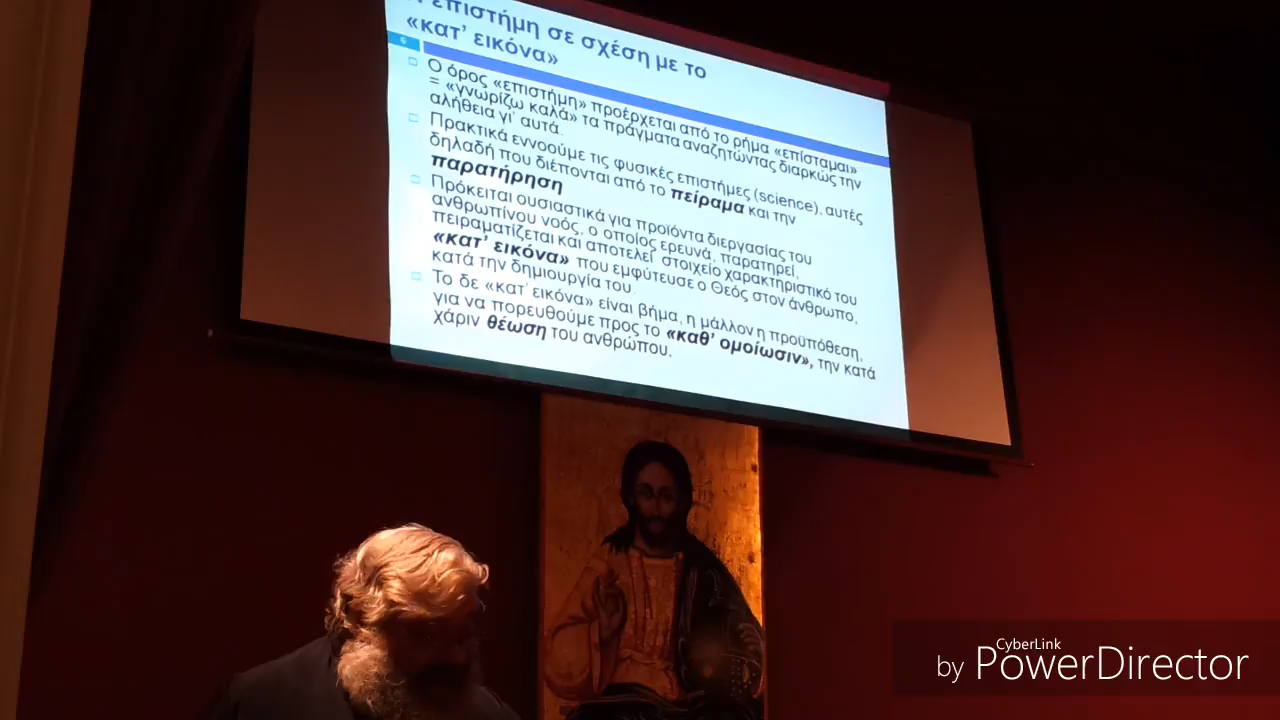 επιστήμη σε σχέση με το
«κατ’ εικόνα»
6
Ο όρος «επιστήμη» προέρχεται από το ρήμα «επίσταμαι»
= «γνωρίζω καλά» τα πράγματα αναζητώντας διαρκώς την
αλήθεια γι’ αυτά.
Πρακτικά εννοούμε τις φυσικές επιστήμες (science), αυτές
δηλαδή που διέπονται από το πείραμα και την
παρατήρηση
Πρόκειται ουσιαστικά για προϊόντα διεργασίας του
ανθρωπίνου νοός, ο οποίος ερευνά, παρατηρεί,
πειραματίζεται και αποτελεί στοιχείο χαρακτηριστικό του
«κατ’ εικόνα» που εμφύτευσε ο Θεός στον άνθρωπο,
κατά την δημιουργία του.
Το δε «κατ’ εικόνα» είναι βήμα, η μάλλον η προϋπόθεση,
για να πορευθούμε προς το «καθ’ ομοίωσιν», την κατά
χάριν θέωση του ανθρώπου.
CyberLink
by PowerDirector